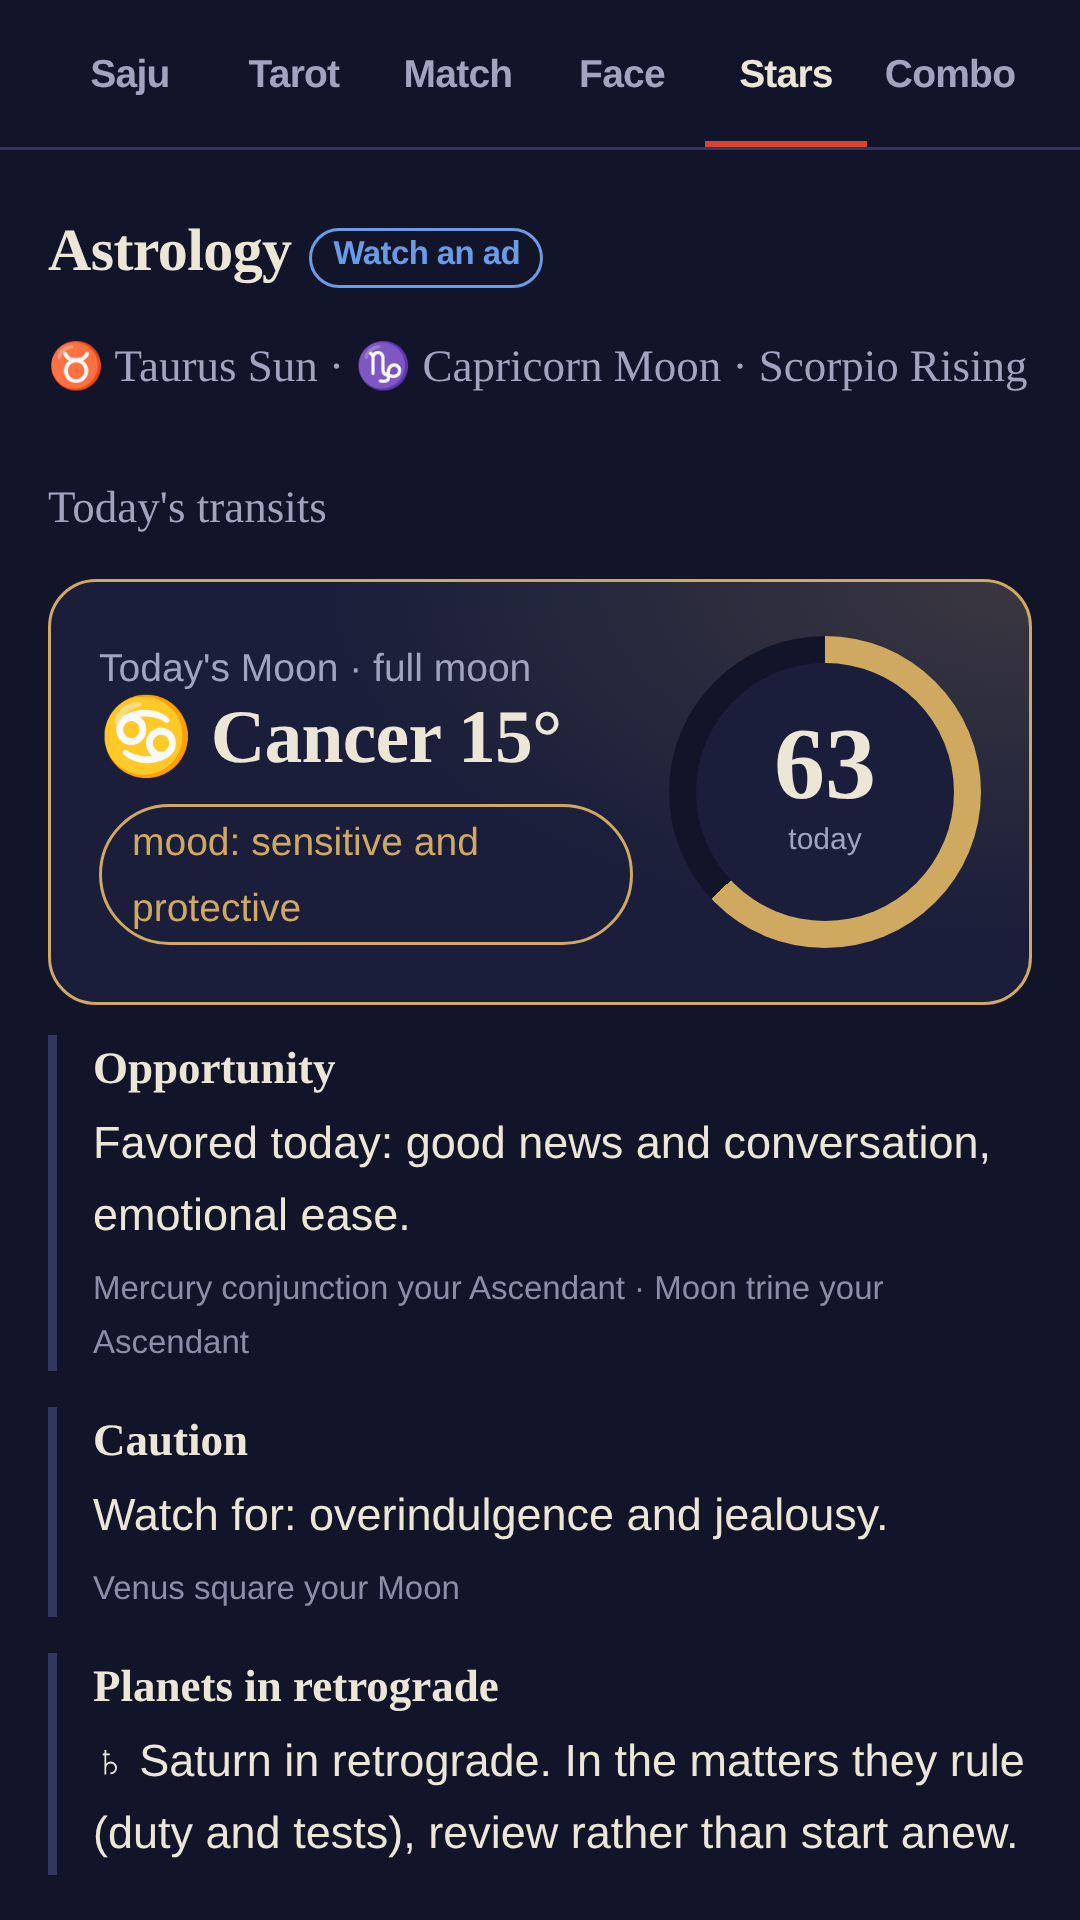 Saju Tarot Match Face Stars Combo
Astrology Watch an ad
♉ Taurus Sun · ♑ Capricorn Moon · Scorpio Rising
Today's transits
Today's Moon · full moon
♋ Cancer 15°
mood: sensitive and
protective
63
today
Opportunity
Favored today: good news and conversation,
emotional ease.
Mercury conjunction your Ascendant · Moon trine your
Ascendant
Caution
Watch for: overindulgence and jealousy.
Venus square your Moon
Planets in retrograde
♄ Saturn in retrograde. In the matters they rule
(duty and tests), review rather than start anew.